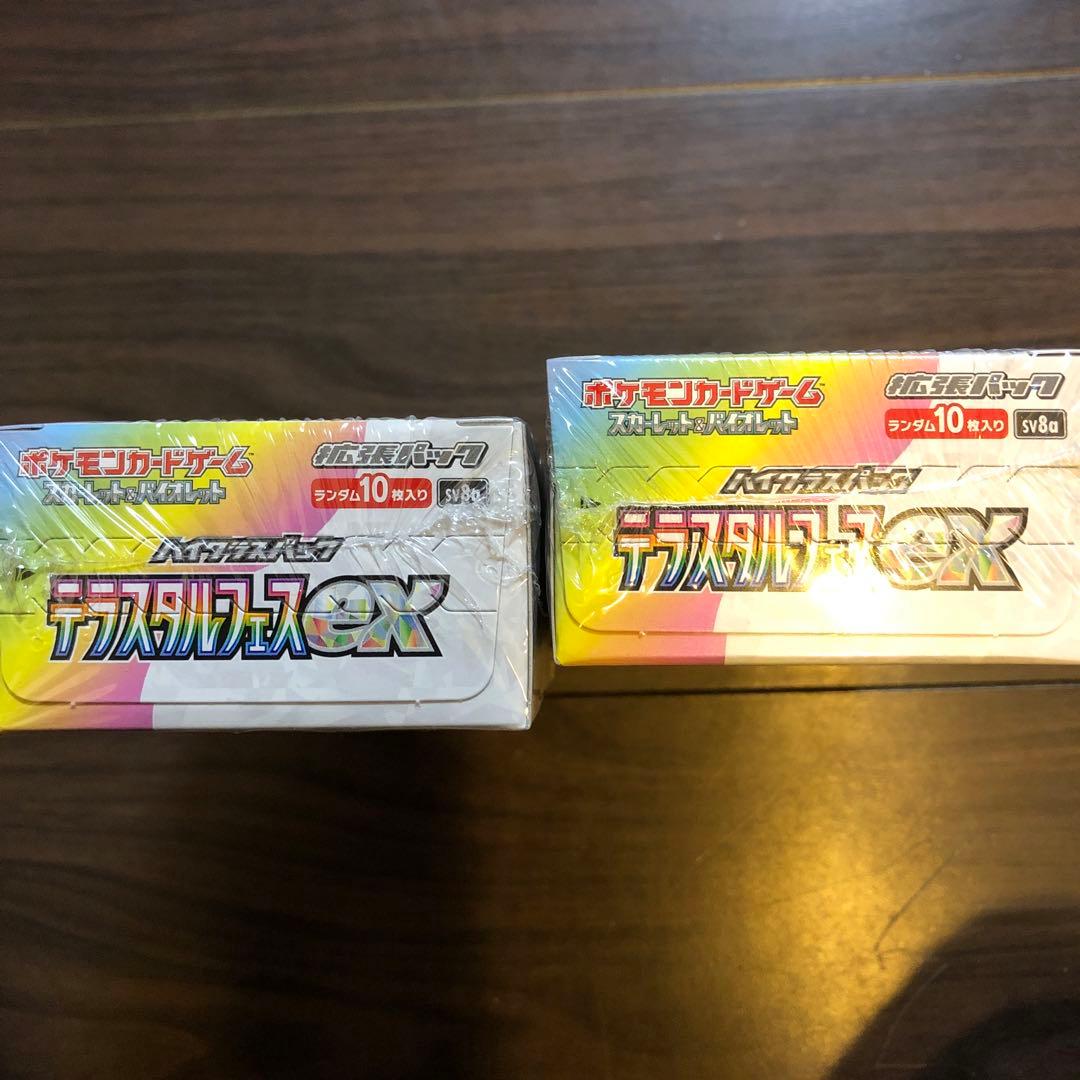 ポケモンカードゲーム™
スカーレット&バイオレット
拡張パック
ランダム10枚入り
sv8a
ハイクラスパック
テラスタルフェスex
ポケモンカードゲーム™
スカーレット&バイオレット
拡張パック
ランダム10枚入り
sv8a
ハイクラスパック
テラスタルフェスex